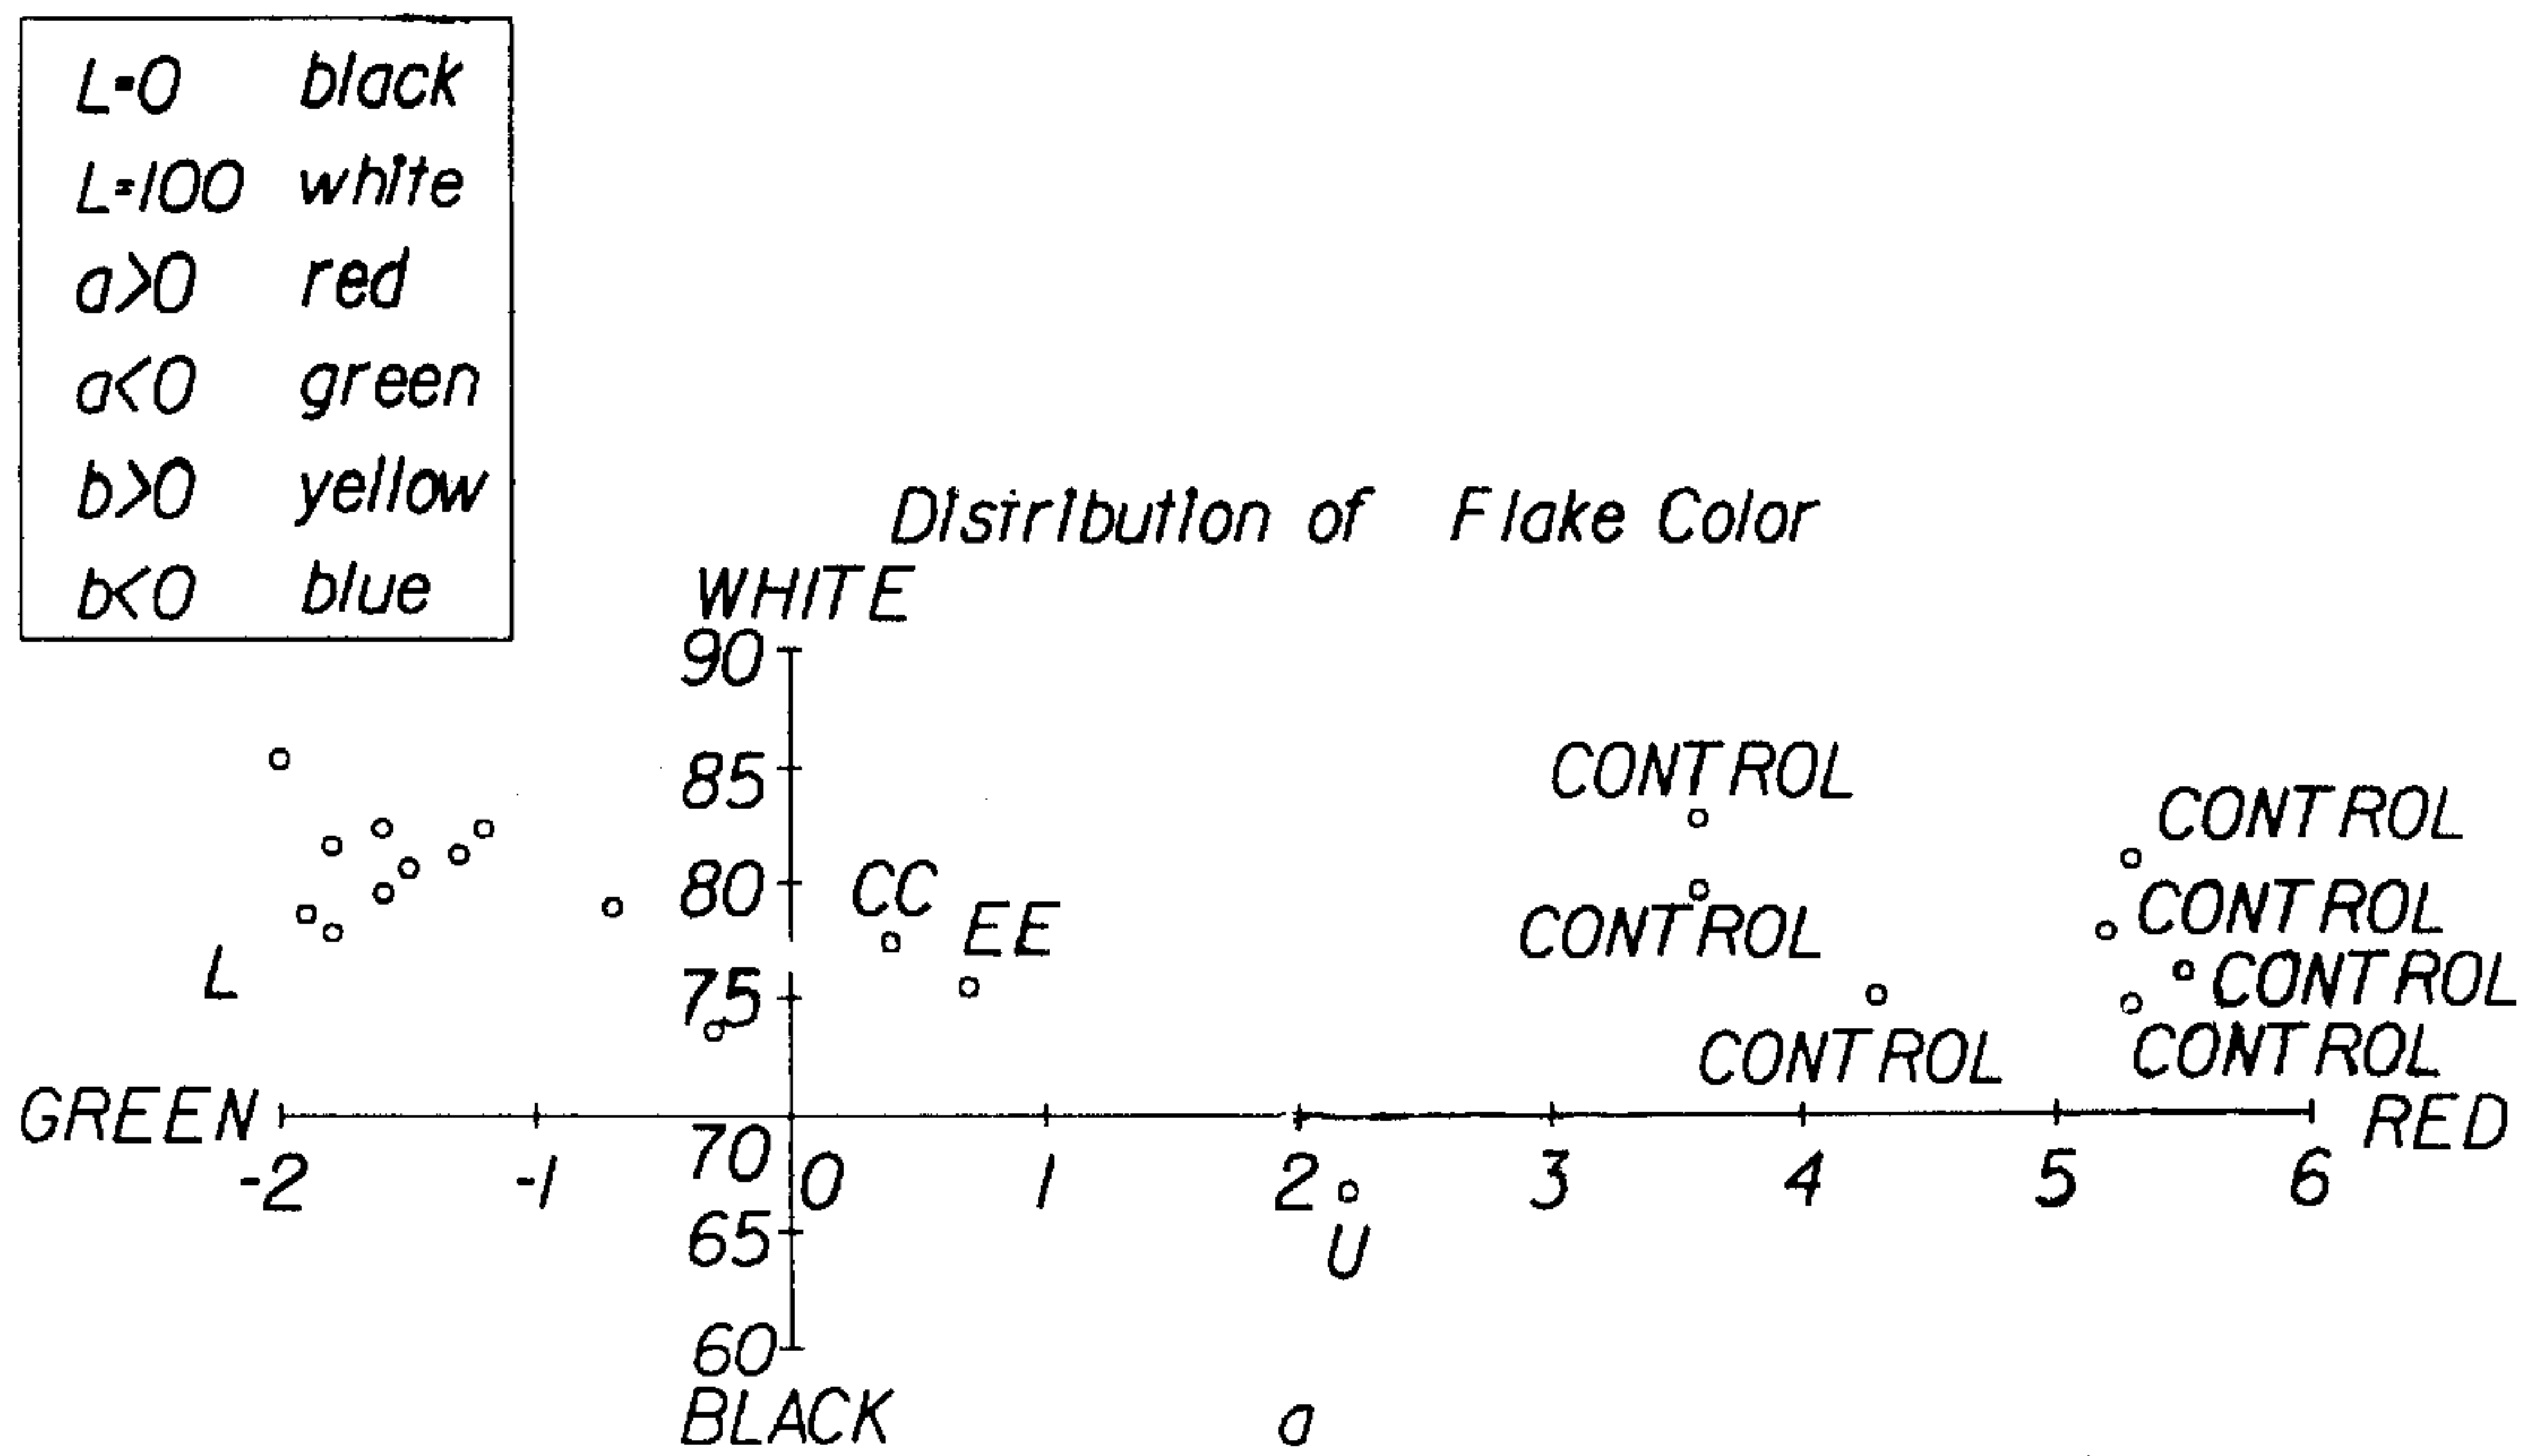 L=0 black
L=100 white
a>0 red
a<0 green
b>0 yellow
b<0 blue
Distribution of Flake Color
WHITE
90
85
80
75
70
65
60
BLACK
CONTROL
CONTROL
CC
CONTROL
EE
CONTROL
L
CONTROL
CONTROL
CONTROL
GREEN
RED
-2 -1 0 1 2 3 4 5 6
U
a